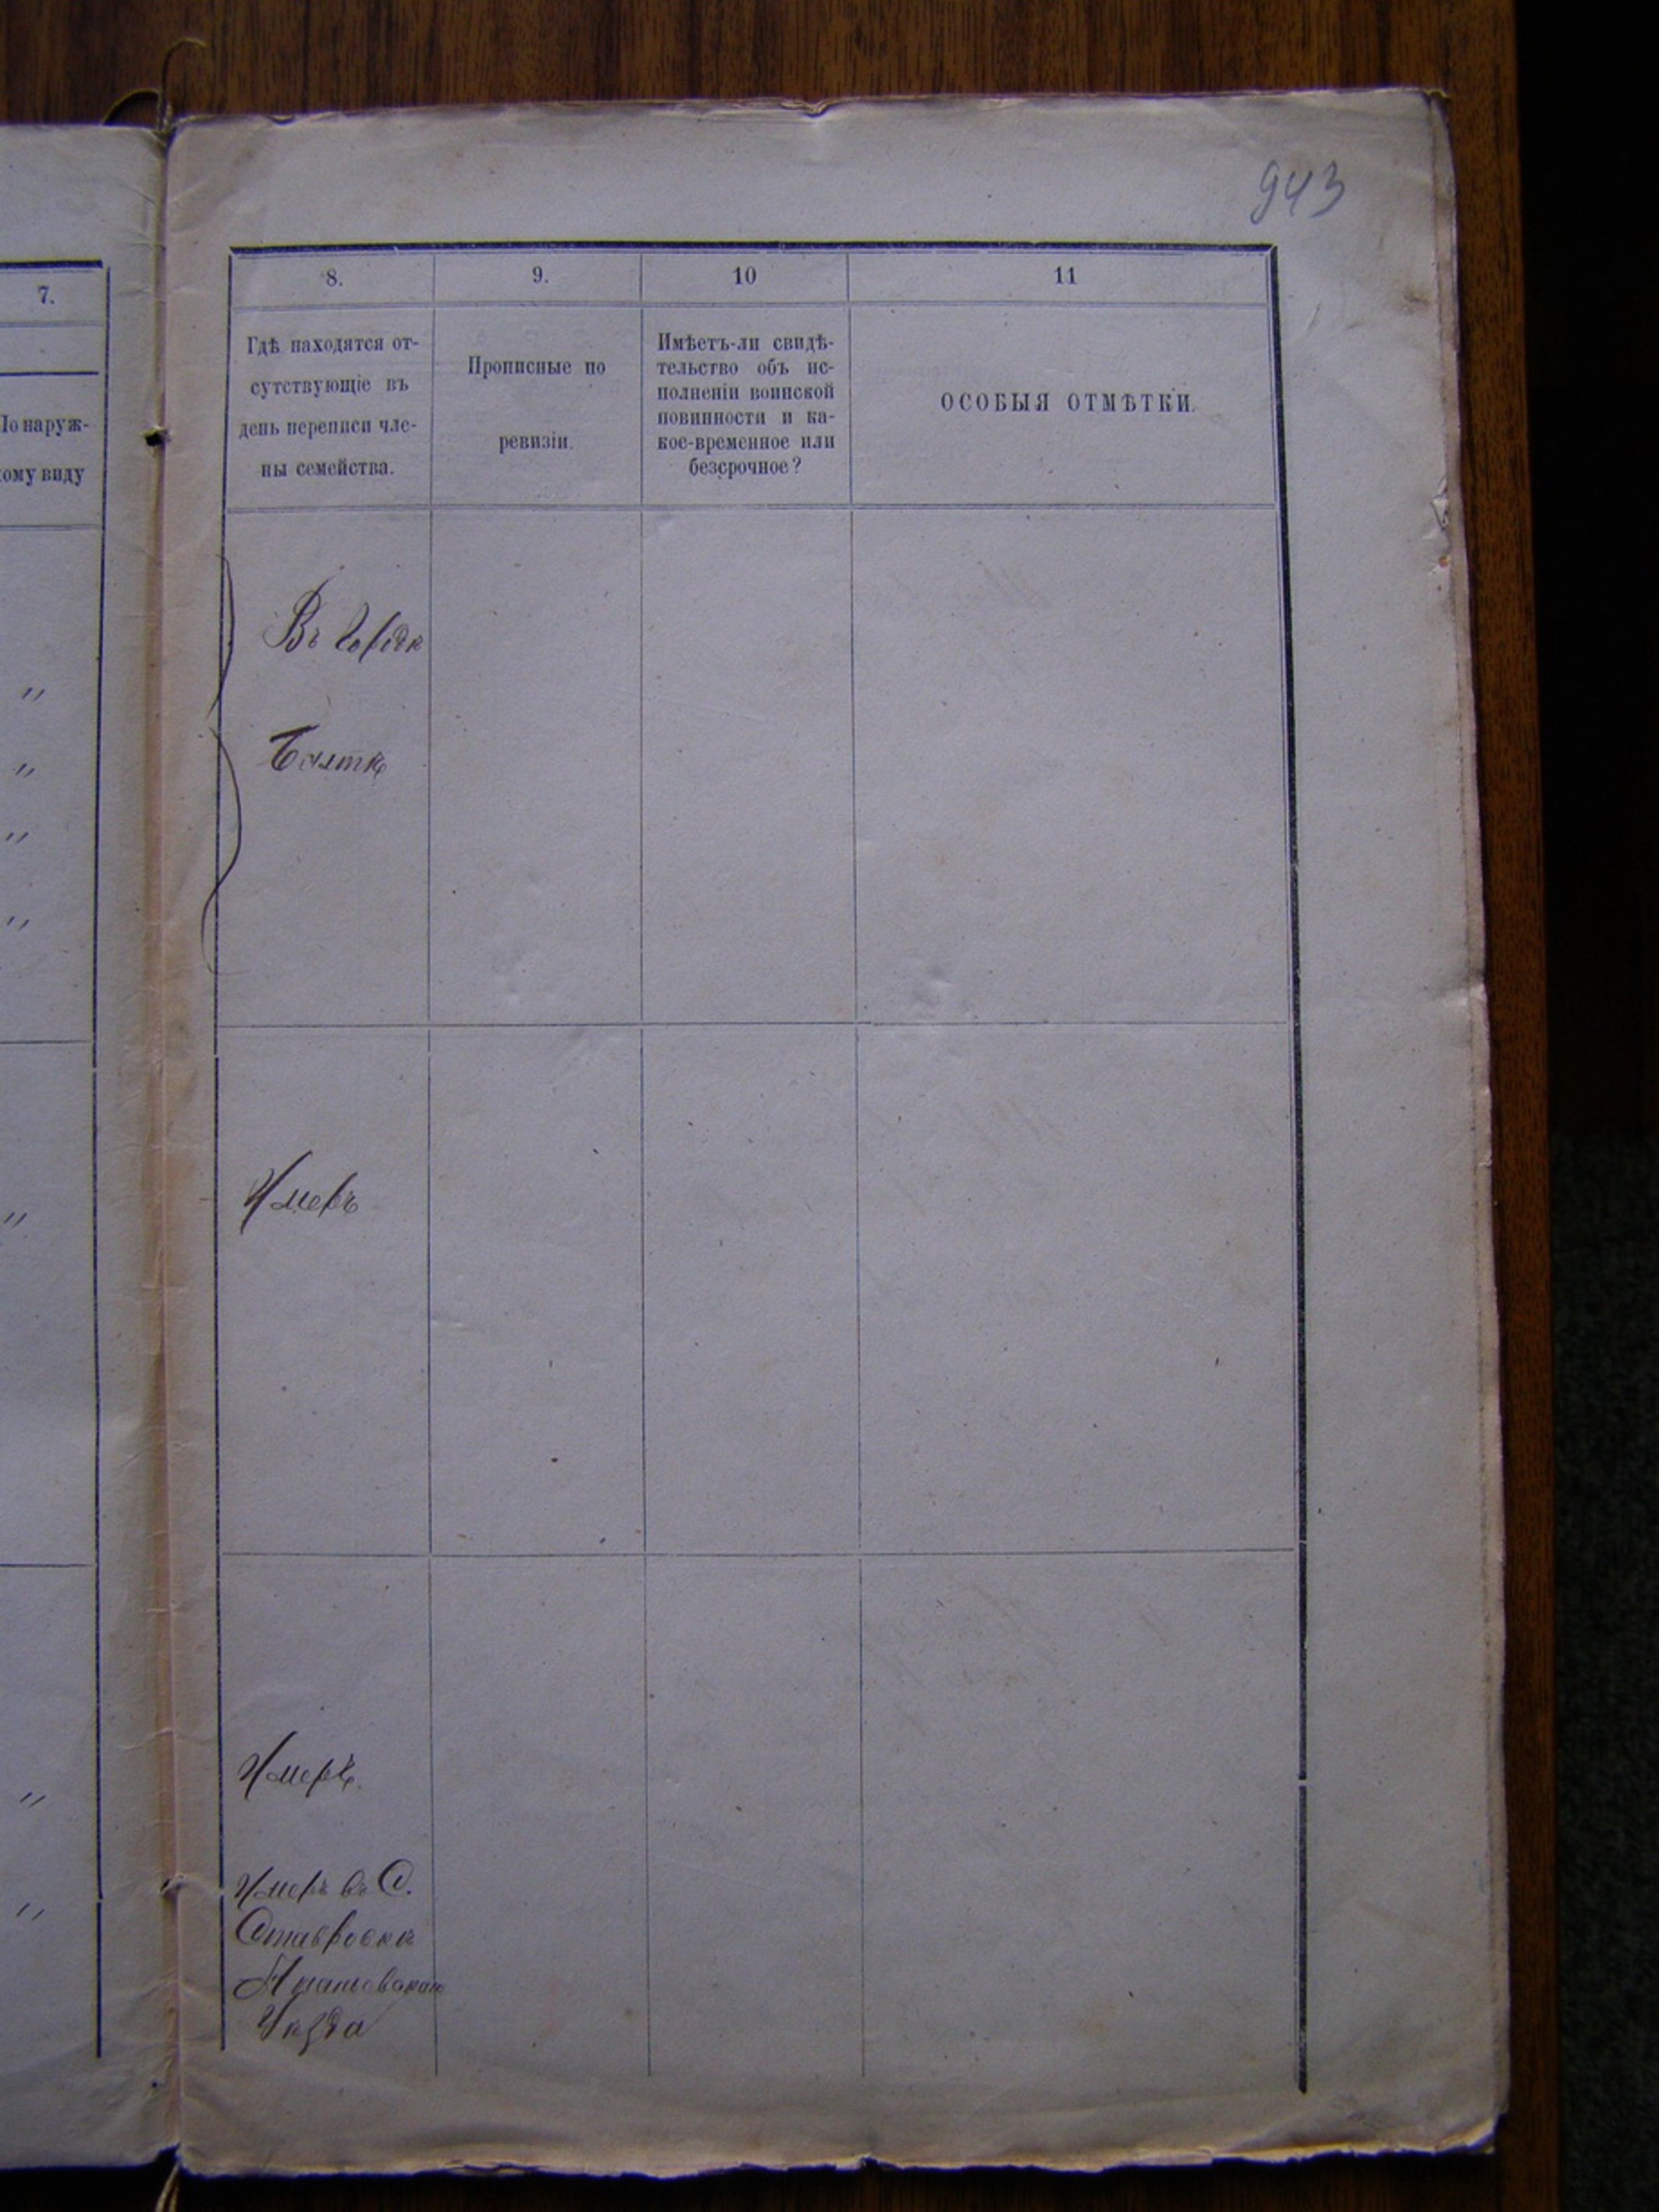 943
7.
По наруж-
ному виду
8.
9.
10
11
Гдѣ находятся от-
сутствующіе въ
день переписи чле-
ны семейства.
Прописные по
ревизіи.
Имѣетъ-ли свидѣ-
тельство объ ис-
полненіи воинской
повинности и ка-
кое-временное или
безсрочное?
ОСОБЫЯ ОТМѢТКИ.
"
"
"
"
"
"
"
Въ Городѣ
Балтѣ
Умеръ
Умеръ.
Умеръ въ С.
Ставровкѣ
Ананьевскаго
Уѣзда